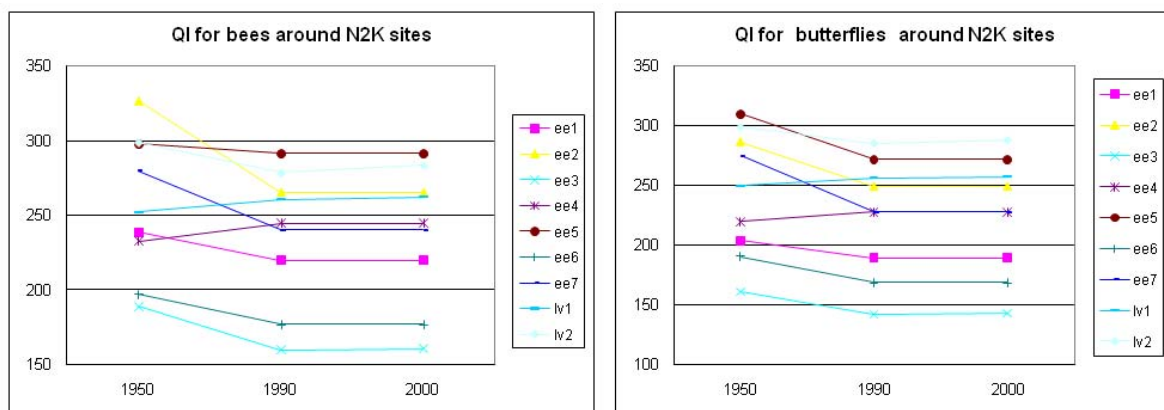 QI for bees around N2K sites
350
300
250
200
150
1950
1990
2000
ee1
ee2
ee3
ee4
ee5
ee6
ee7
lv1
lv2
QI for butterflies around N2K sites
350
300
250
200
150
100
1950
1990
2000
ee1
ee2
ee3
ee4
ee5
ee6
ee7
lv1
lv2